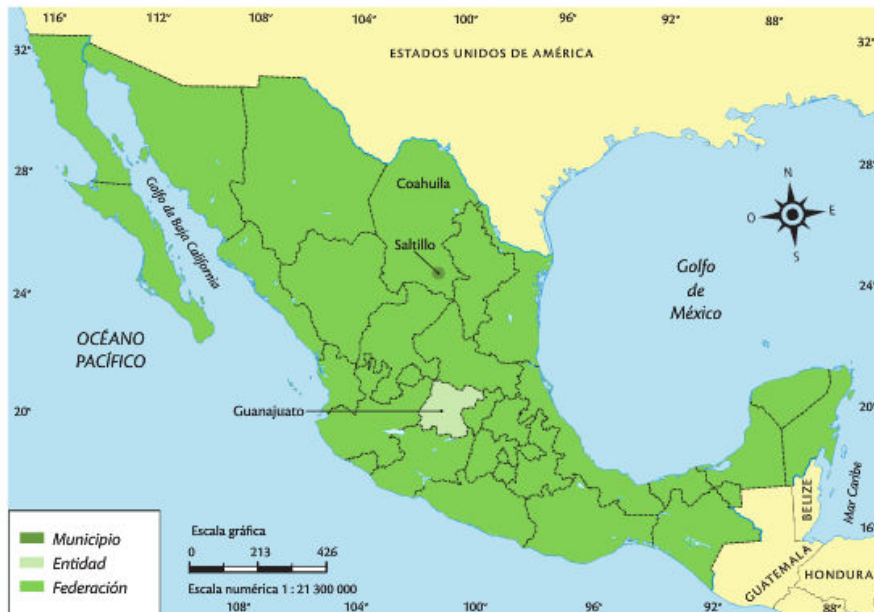 116° 112° 108° 104° 100° 96° 92° 88°
32° 32°
ESTADOS UNIDOS DE AMÉRICA
28° 28°
Coahuila
Golfo de Baja California
Saltillo
N
O E
S
Golfo
de
México
24° 24°
OCÉANO
PACÍFICO
Guanajuato
20° 20°
BELIZE
Mar Caribe
GUATEMALA
HONDURA
Municipio
Entidad
Federación
Escala gráfica
0 213 426
Escala numérica 1 : 21 300 000
108° 104° 100° 96° 92° 88°